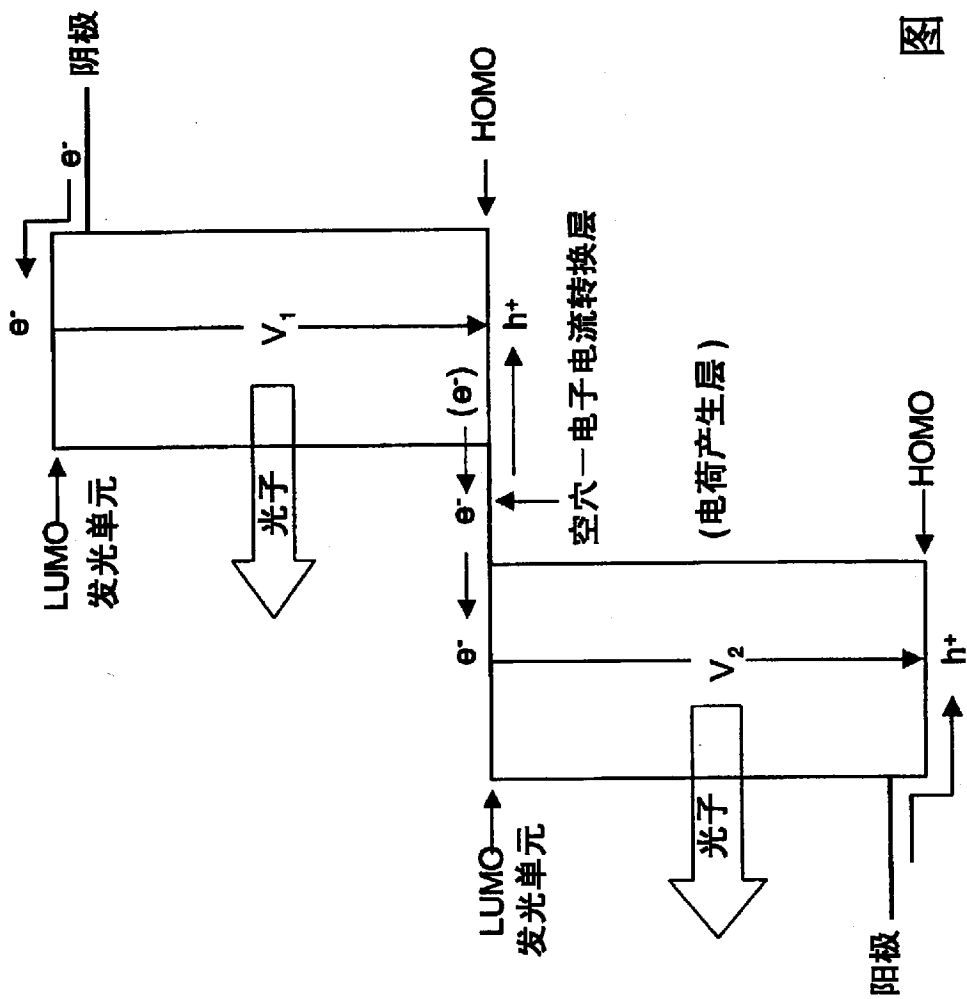 图
阴极
e⁻
e⁻
LUMO
发光单元
V₁
光子
HOMO
h⁺
(e⁻)
e⁻
e⁻
空穴—电子电流转换层
(电荷产生层)
LUMO
发光单元
V₂
光子
HOMO
h⁺
阳极